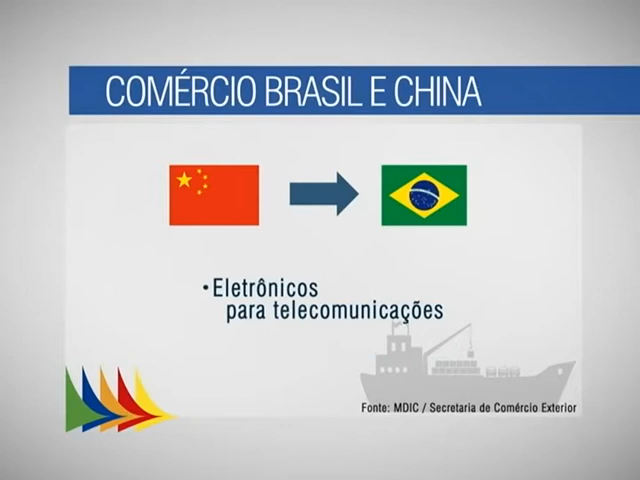 COMÉRCIO BRASIL E CHINA
• Eletrônicos
para telecomunicações
Fonte: MDIC / Secretaria de Comércio Exterior